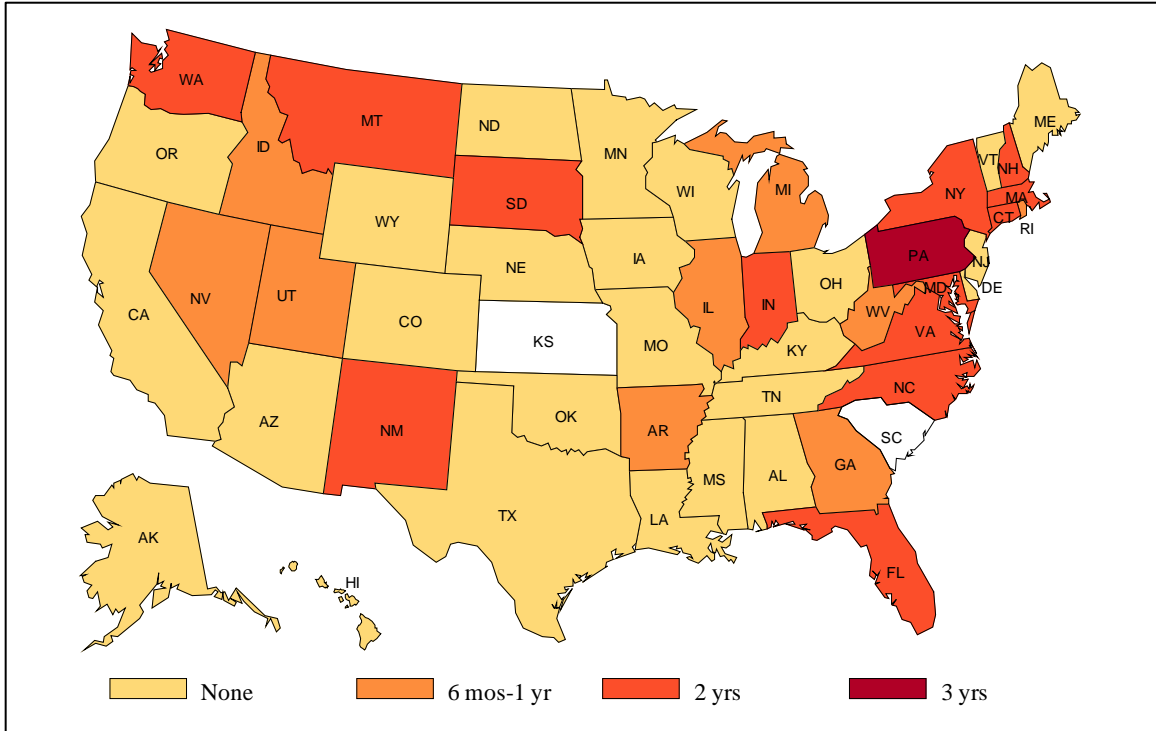 WA
MT
ND
MN
ME
OR
ID
VT
NH
WI
MI
NY
MA
SD
CT
WY
RI
IA
PA
NE
NJ
OH
DE
MD
NV
UT
IL
IN
WV
CA
CO
VA
KS
MO
KY
NC
TN
OK
AZ
NM
AR
SC
GA
MS
AL
TX
LA
AK
FL
HI
None
6 mos-1 yr
2 yrs
3 yrs